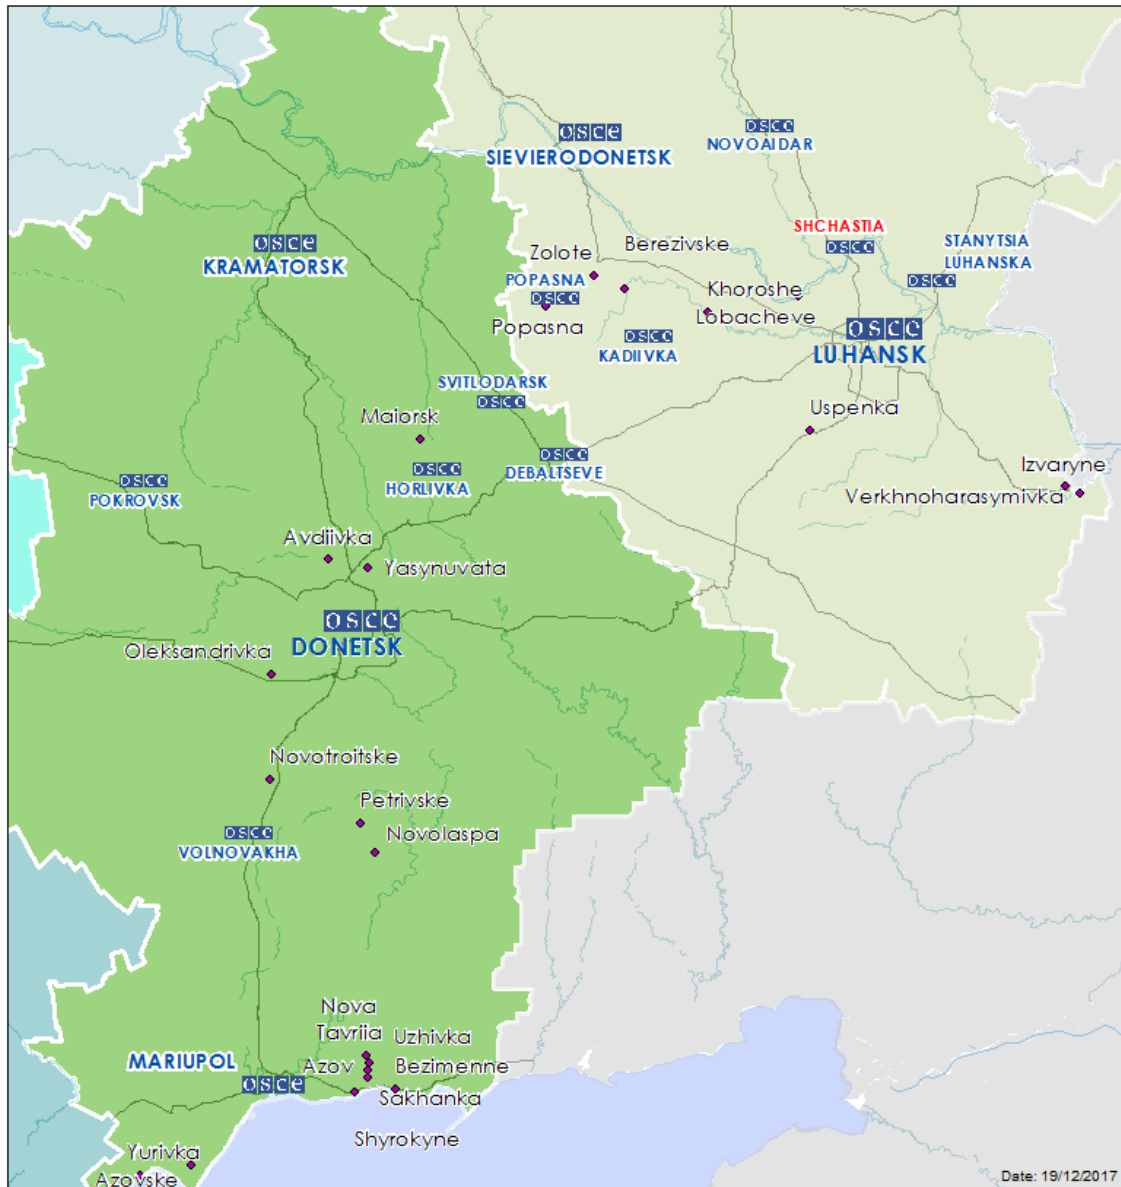 osce
NOVOAIDAR
osce
SIEVIERODONETSK
SHCHASTIA
osce
STANYTSIA
LUHANSKA
osce
osce
KRAMATORSK
Zolote
Berezivske
POPASNA
osce
Popasna
Khoroshe
Lobacheve
osce
KADIIVKA
osce
LUHANSK
SVITLODARSK
osce
Maiorsk
Uspenka
osce
HORLIVKA
osce
DEBALTSEVE
osce
POKROVSK
Izvaryne
Verkhnoharasymivka
Avdiivka
Yasynuvata
osce
DONETSK
Oleksandrivka
Novotroitske
Petrivske
osce
VOLNOVAKHA
Novolaspa
Nova
Tavriia
Uzhivka
MARIUPOL
osce
Azov
Bezimenne
Sakhanka
Shyrokyne
Yurivka
Azovske
Date: 19/12/2017